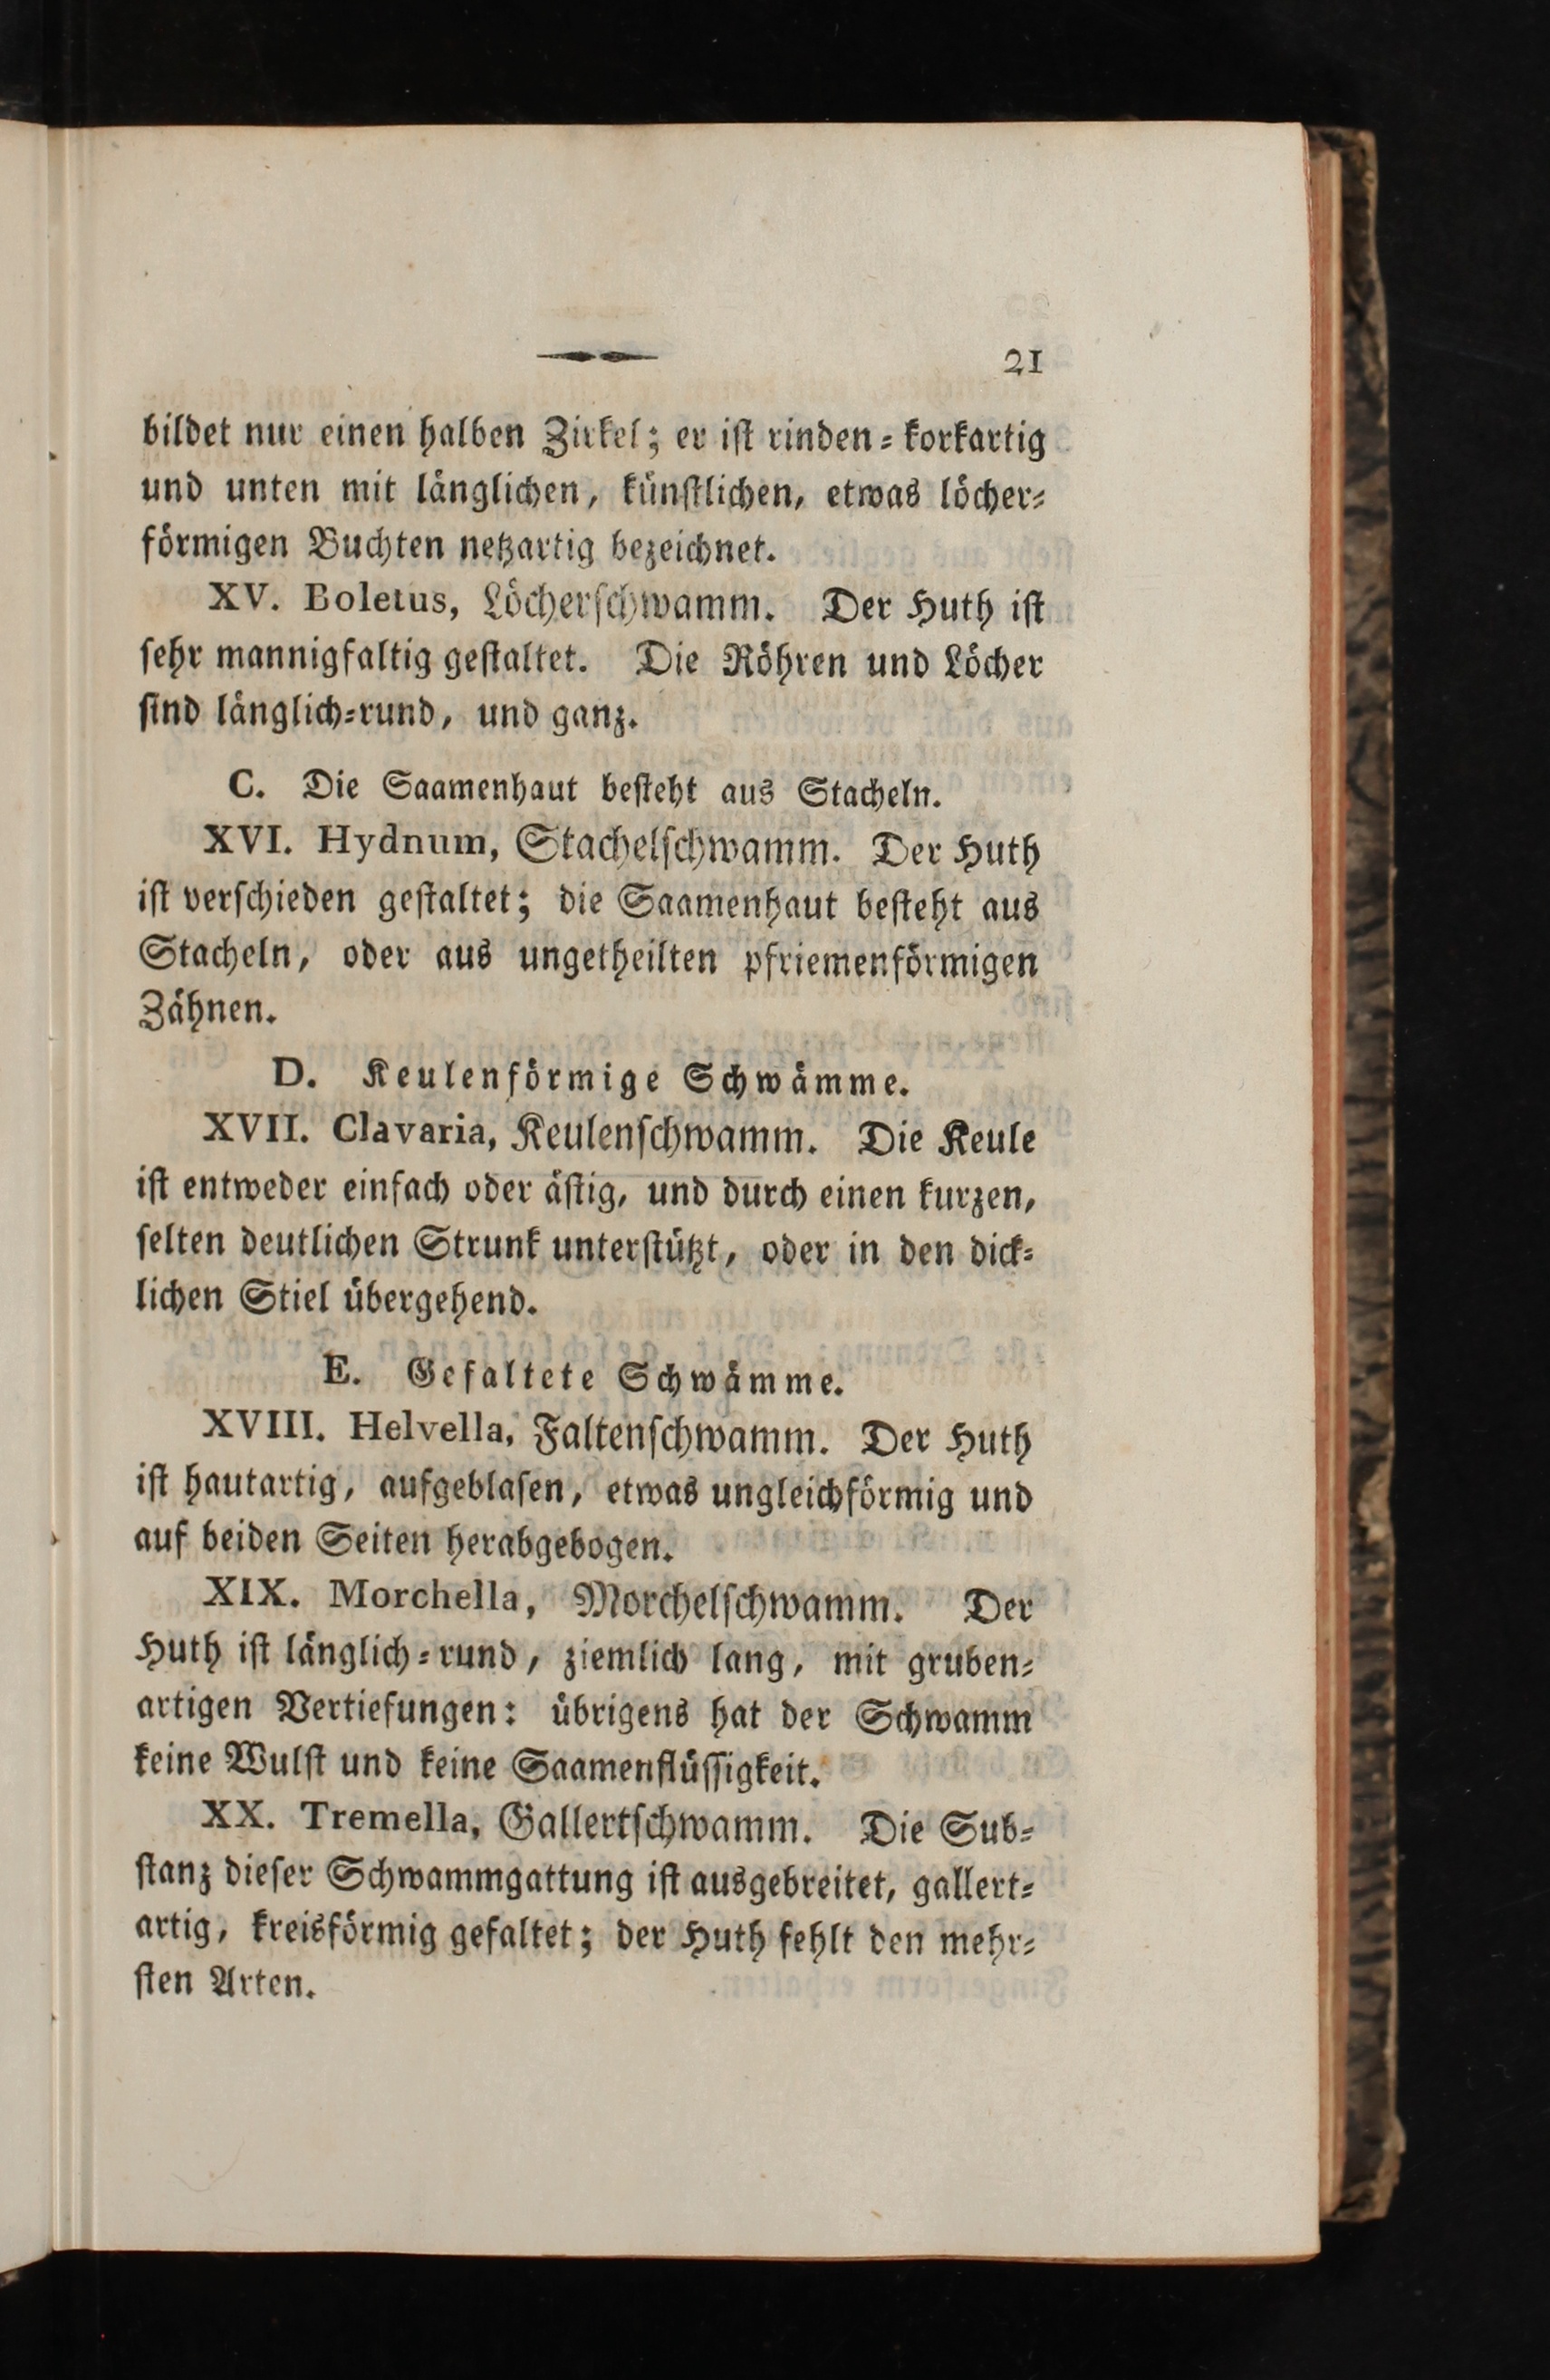 21
bildet nur einen halben Zirkel; er ist rinden-korkartig
und unten mit länglichen, künstlichen, etwas löcher-
förmigen Buchten netzartig bezeichnet.
XV. Boletus, Löcherschwamm. Der Huth ist
sehr mannigfaltig gestaltet. Die Röhren und Löcher
sind länglich-rund, und ganz.
C. Die Saamenhaut besteht aus Stacheln.
XVI. Hydnum, Stachelschwamm. Der Huth
ist verschieden gestaltet; die Saamenhaut besteht aus
Stacheln, oder aus ungetheilten pfriemenförmigen
Zähnen.
D. Keulenförmige Schwämme.
XVII. Clavaria, Keulenschwamm. Die Keule
ist entweder einfach oder ästig, und durch einen kurzen,
selten deutlichen Strunk unterstützt, oder in den dick-
lichen Stiel übergehend.
E. Gefaltete Schwämme.
XVIII. Helvella, Faltenschwamm. Der Huth
ist hautartig, aufgeblasen, etwas ungleichförmig und
auf beiden Seiten herabgebogen.
XIX. Morchella, Morchelschwamm. Der
Huth ist länglich-rund, ziemlich lang, mit gruben-
artigen Vertiefungen: übrigens hat der Schwamm
keine Wulst und keine Saamenflüssigkeit.
XX. Tremella, Gallertschwamm. Die Sub-
stanz dieser Schwammgattung ist ausgebreitet, gallert-
artig, kreisförmig gefaltet; der Huth fehlt den mehr-
sten Arten.